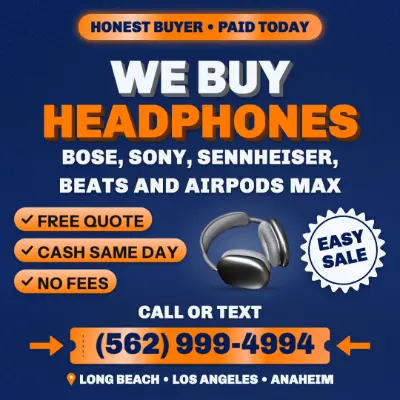 HONEST BUYER • PAID TODAY
WE BUY
HEADPHONES
BOSE, SONY, SENNHEISER,
BEATS AND AIRPODS MAX
FREE QUOTE
CASH SAME DAY
NO FEES
EASY
SALE
CALL OR TEXT
(562) 999-4994
LONG BEACH • LOS ANGELES • ANAHEIM